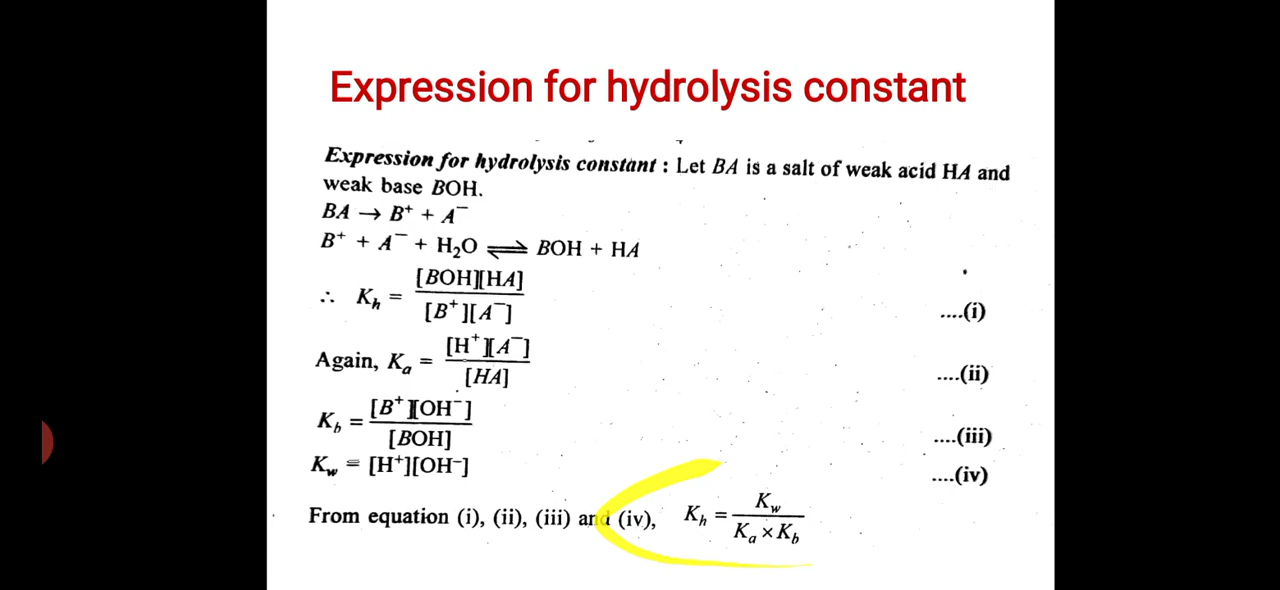 Expression for hydrolysis constant
Expression for hydrolysis constant : Let BA is a salt of weak acid HA and
weak base BOH.
BA → B⁺ + A⁻
B⁺ + A⁻ + H₂O ⇌ BOH + HA
∴ Kₕ = [BOH][HA] / [B⁺][A⁻] ....(i)
Again, Kₐ = [H⁺][A⁻] / [HA] ....(ii)
K_b = [B⁺][OH⁻] / [BOH] ....(iii)
K_w = [H⁺][OH⁻] ....(iv)
From equation (i), (ii), (iii) and (iv), Kₕ = K_w / Kₐ × K_b